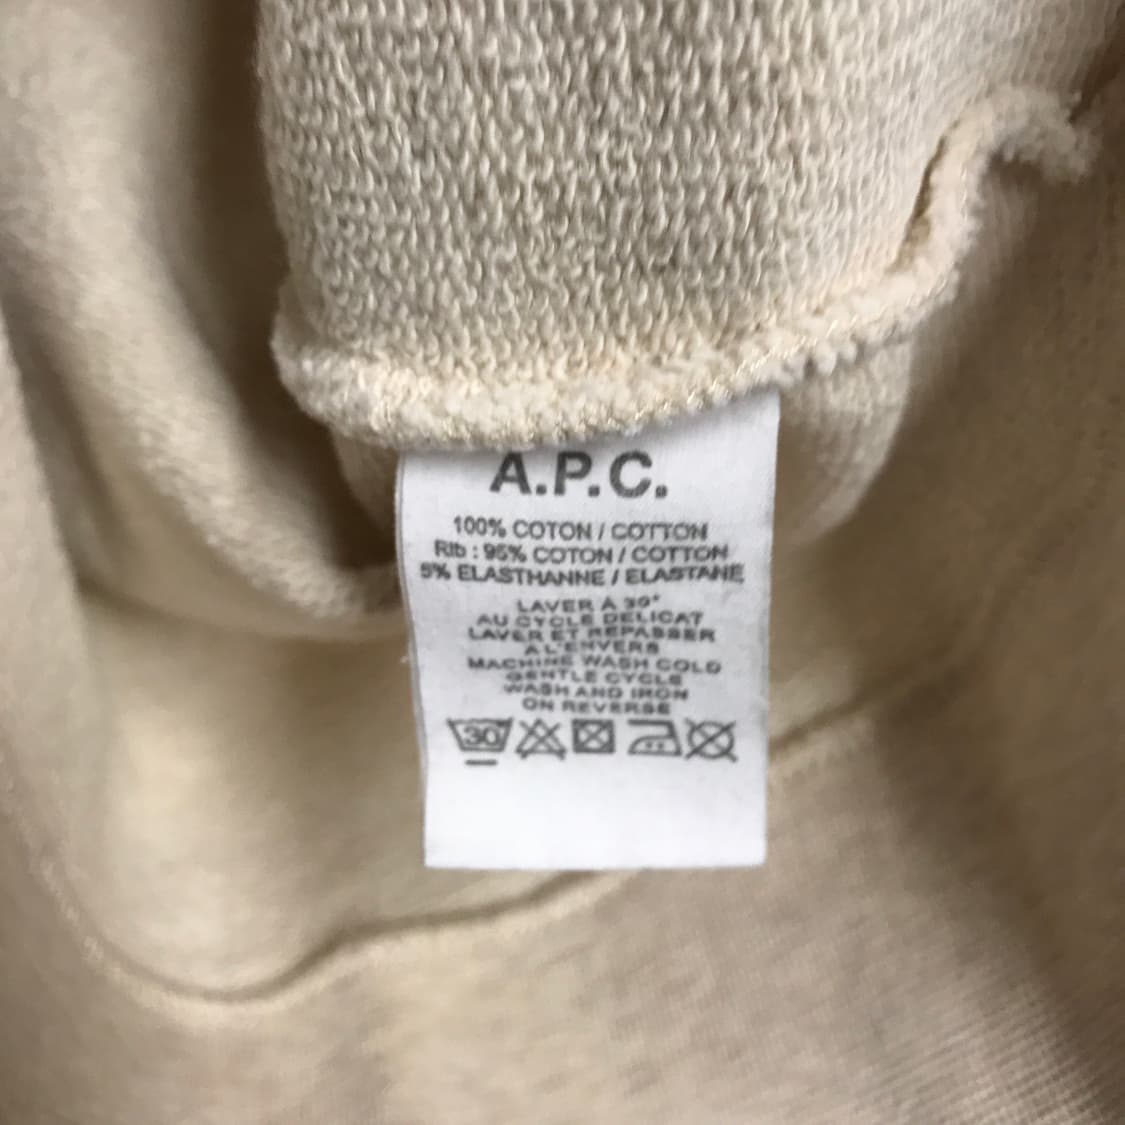 A.P.C.
100% COTON / COTTON
Rib : 95% COTON / COTTON
5% ELASTHANNE / ELASTANE
LAVER À 30°
AU CYCLE DELICAT
LAVER ET REPASSER
A L'ENVERS
MACHINE WASH COLD
GENTLE CYCLE
WASH AND IRON
ON REVERSE
30